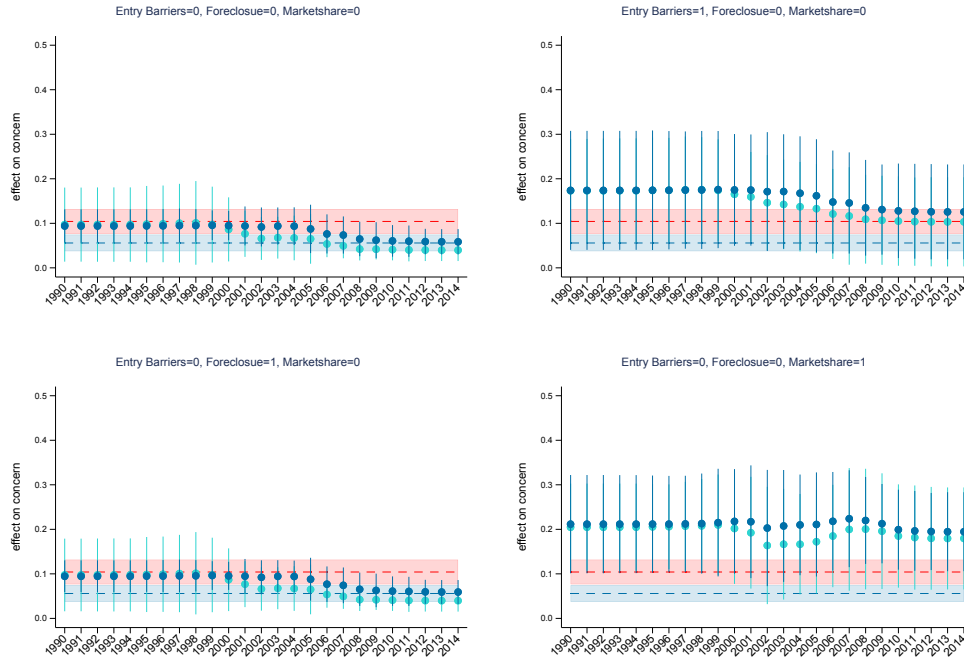 Entry Barriers=0, Foreclosue=0, Marketshare=0
effect on concern
0.5
0.4
0.3
0.2
0.1
0.0
1990 1991 1992 1993 1994 1995 1996 1997 1998 1999 2000 2001 2002 2003 2004 2005 2006 2007 2008 2009 2010 2011 2012 2013 2014
Entry Barriers=1, Foreclosue=0, Marketshare=0
effect on concern
0.5
0.4
0.3
0.2
0.1
0.0
1990 1991 1992 1993 1994 1995 1996 1997 1998 1999 2000 2001 2002 2003 2004 2005 2006 2007 2008 2009 2010 2011 2012 2013 2014
Entry Barriers=0, Foreclosue=1, Marketshare=0
effect on concern
0.5
0.4
0.3
0.2
0.1
0.0
1990 1991 1992 1993 1994 1995 1996 1997 1998 1999 2000 2001 2002 2003 2004 2005 2006 2007 2008 2009 2010 2011 2012 2013 2014
Entry Barriers=0, Foreclosue=0, Marketshare=1
effect on concern
0.5
0.4
0.3
0.2
0.1
0.0
1990 1991 1992 1993 1994 1995 1996 1997 1998 1999 2000 2001 2002 2003 2004 2005 2006 2007 2008 2009 2010 2011 2012 2013 2014